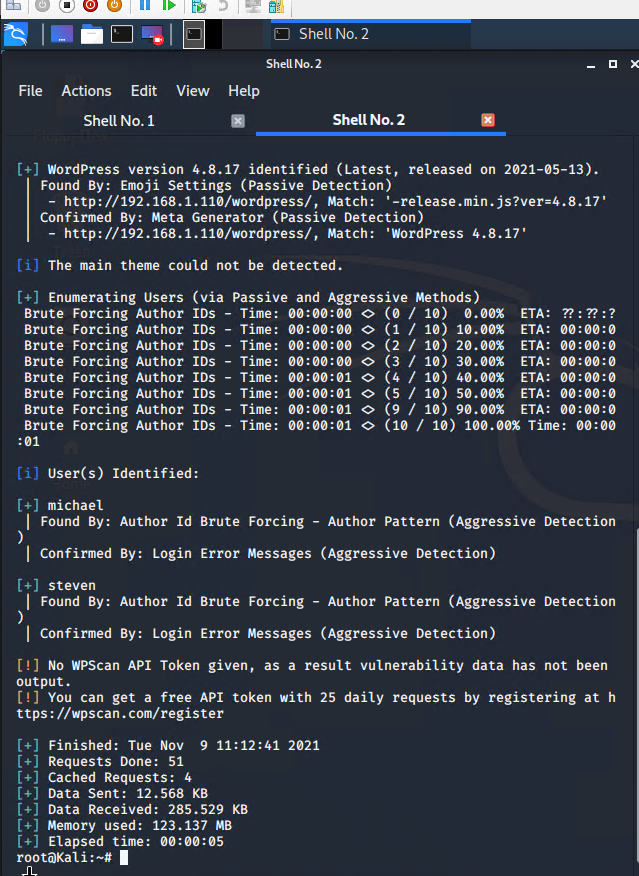 Shell No. 2
Shell No. 2
File Actions Edit View Help
Shell No. 1 Shell No. 2
[+] WordPress version 4.8.17 identified (Latest, released on 2021-05-13).
| Found By: Emoji Settings (Passive Detection)
|  - http://192.168.1.110/wordpress/, Match: '-release.min.js?ver=4.8.17'
| Confirmed By: Meta Generator (Passive Detection)
|  - http://192.168.1.110/wordpress/, Match: 'WordPress 4.8.17'
[i] The main theme could not be detected.
[+] Enumerating Users (via Passive and Aggressive Methods)
Brute Forcing Author IDs - Time: 00:00:00 <> (0 / 10)  0.00%  ETA: ??:??:?
Brute Forcing Author IDs - Time: 00:00:00 <> (1 / 10) 10.00%  ETA: 00:00:0
Brute Forcing Author IDs - Time: 00:00:00 <> (2 / 10) 20.00%  ETA: 00:00:0
Brute Forcing Author IDs - Time: 00:00:00 <> (3 / 10) 30.00%  ETA: 00:00:0
Brute Forcing Author IDs - Time: 00:00:01 <> (4 / 10) 40.00%  ETA: 00:00:0
Brute Forcing Author IDs - Time: 00:00:01 <> (5 / 10) 50.00%  ETA: 00:00:0
Brute Forcing Author IDs - Time: 00:00:01 <> (9 / 10) 90.00%  ETA: 00:00:0
Brute Forcing Author IDs - Time: 00:00:01 <> (10 / 10) 100.00% Time: 00:00
:01
[i] User(s) Identified:
[+] michael
| Found By: Author Id Brute Forcing - Author Pattern (Aggressive Detection
)
| Confirmed By: Login Error Messages (Aggressive Detection)
[+] steven
| Found By: Author Id Brute Forcing - Author Pattern (Aggressive Detection
)
| Confirmed By: Login Error Messages (Aggressive Detection)
[!] No WPScan API Token given, as a result vulnerability data has not been
output.
[!] You can get a free API token with 25 daily requests by registering at h
ttps://wpscan.com/register
[+] Finished: Tue Nov  9 11:12:41 2021
[+] Requests Done: 51
[+] Cached Requests: 4
[+] Data Sent: 12.568 KB
[+] Data Received: 285.529 KB
[+] Memory used: 123.137 MB
[+] Elapsed time: 00:00:05
root@Kali:~#